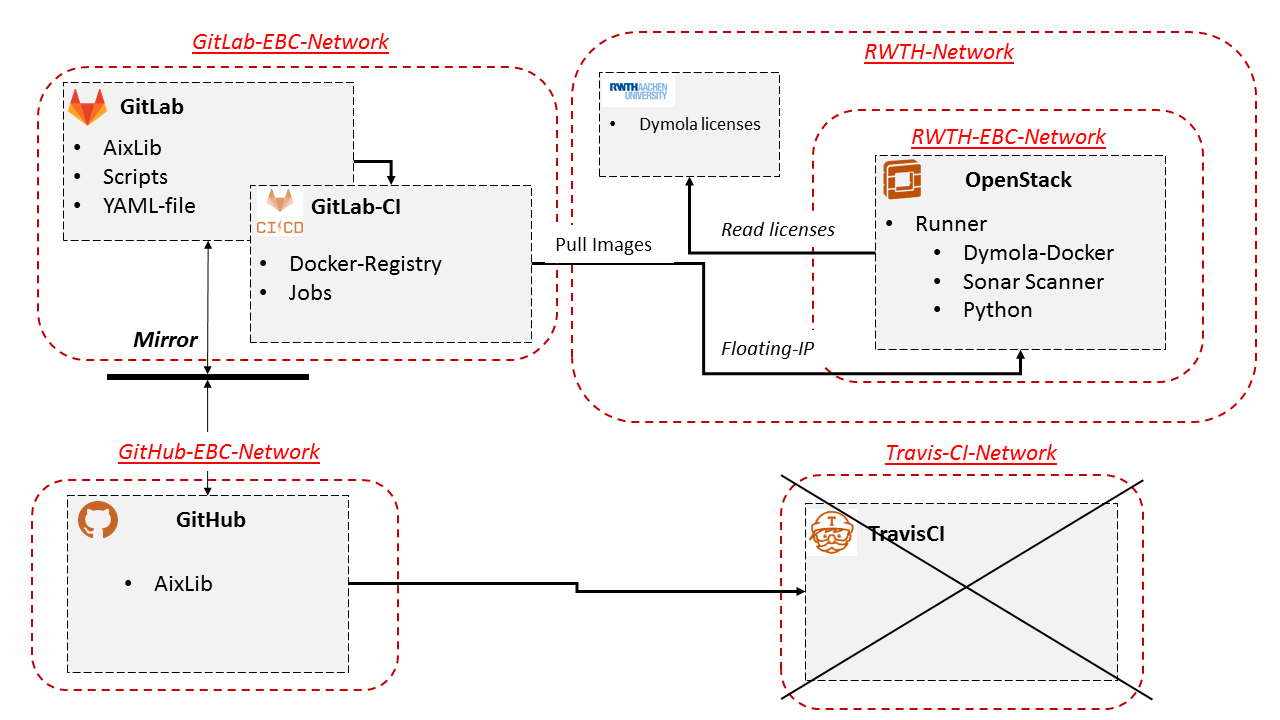 GitLab-EBC-Network
GitLab
• AixLib
• Scripts
• YAML-file
CI CD
GitLab-CI
• Docker-Registry
• Jobs
Mirror
RWTH-Network
RWTHAACHEN
UNIVERSITY
• Dymola licenses
RWTH-EBC-Network
OpenStack
• Runner
• Dymola-Docker
• Sonar Scanner
• Python
Read licenses
Pull Images
Floating-IP
GitHub-EBC-Network
GitHub
• AixLib
Travis-CI-Network
T
TravisCI